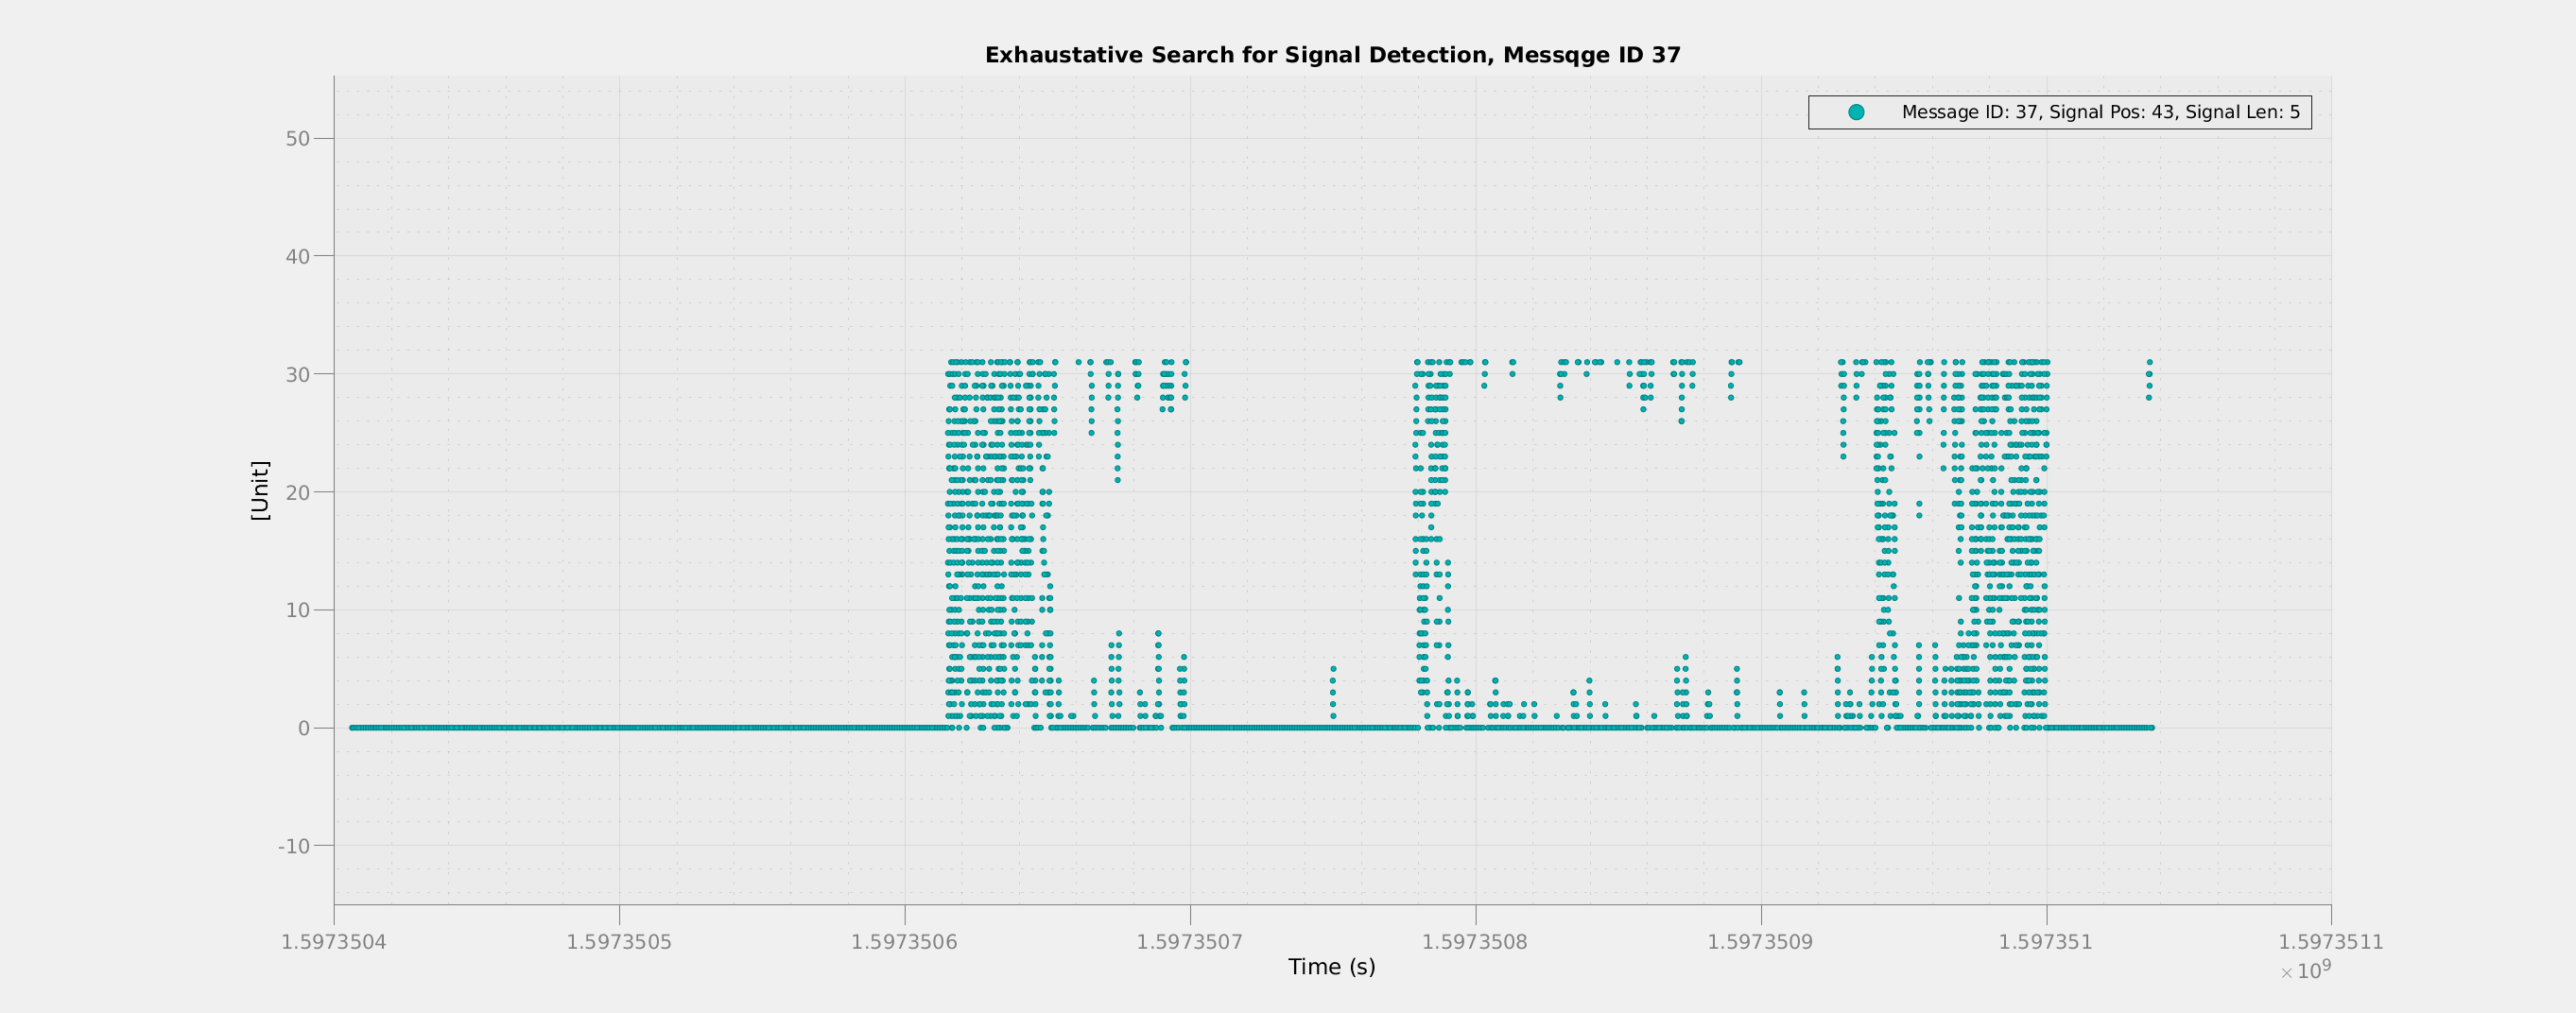 Exhaustative Search for Signal Detection, Messqge ID 37
Message ID: 37, Signal Pos: 43, Signal Len: 5
50
40
30
20
10
0
-10
[Unit]
1.5973504 1.5973505 1.5973506 1.5973507 1.5973508 1.5973509 1.597351 1.5973511
Time (s)
× 10⁹